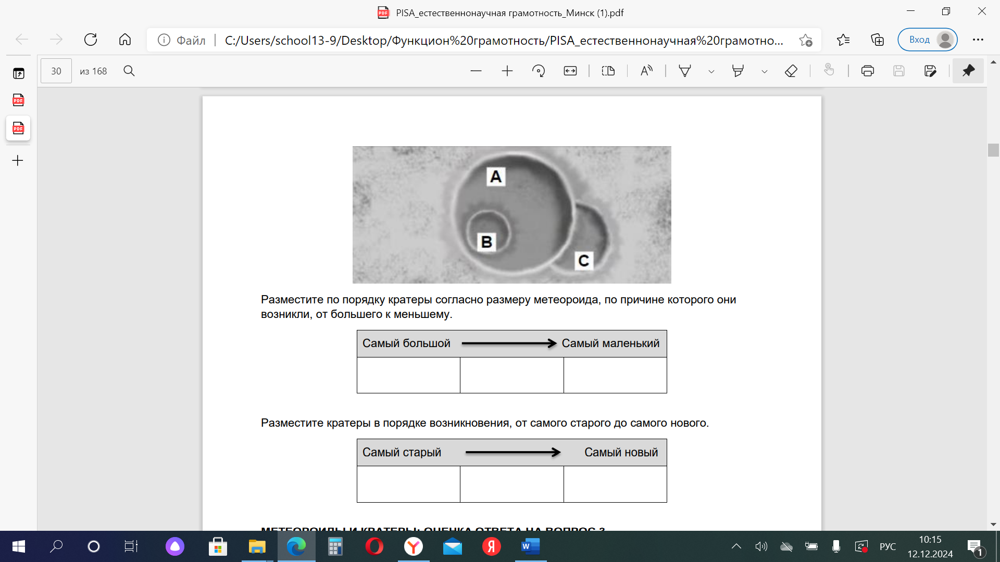 PISA_естественнонаучная грамотность_Минск (1).pdf
Файл C:/Users/school13-9/Desktop/Функцион%20грамотность/PISA_естественнонаучная%20грамотно... Вход
30 из 168
A
B
C
Разместите по порядку кратеры согласно размеру метеороида, по причине которого они
возникли, от большего к меньшему.
Самый большой Самый маленький
Разместите кратеры в порядке возникновения, от самого старого до самого нового.
Самый старый Самый новый
МЕТЕОРОИДЫ И КРАТЕРЫ: ОЦЕНКА ОТВЕТА НА ВОПРОС 3
РУС
10:15
12.12.2024
1